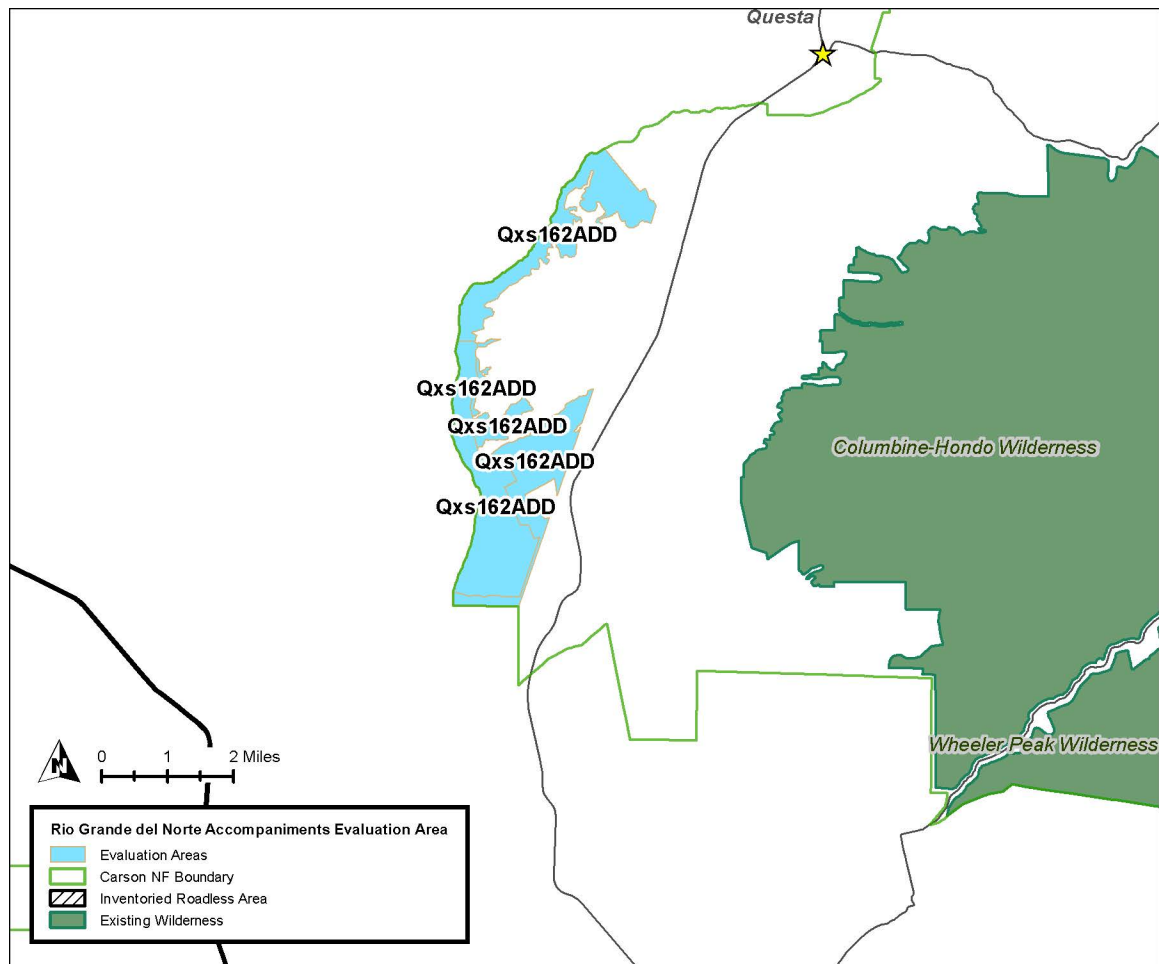 Questa
Qxs162ADD
Qxs162ADD
Qxs162ADD
Columbine-Hondo Wilderness
Qxs162ADD
Qxs162ADD
Wheeler Peak Wilderness
N
0 1 2 Miles
Rio Grande del Norte Accompaniments Evaluation Area
Evaluation Areas
Carson NF Boundary
Inventoried Roadless Area
Existing Wilderness